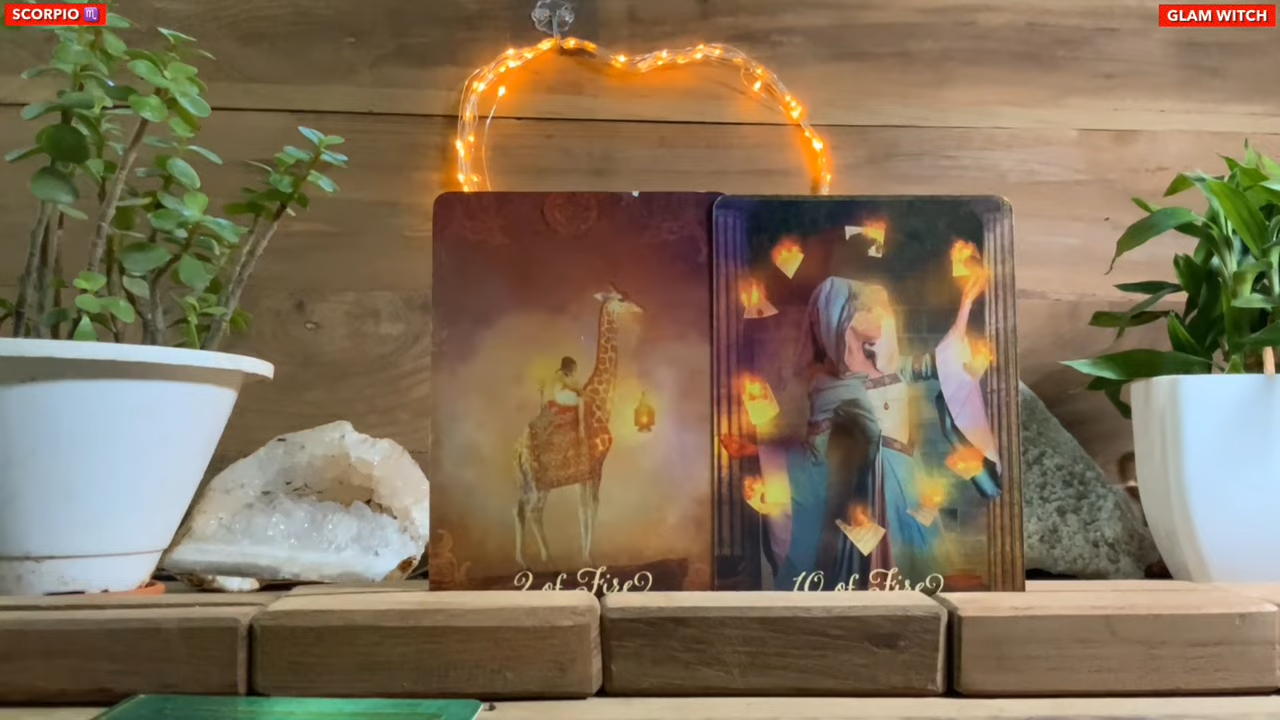 SCORPIO ♏
GLAM WITCH
2 of Fire
10 of Fire